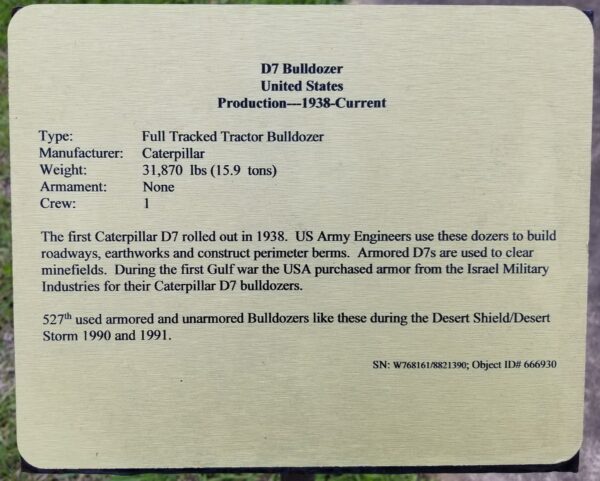 D7 Bulldozer
United States
Production---1938-Current
Type: Full Tracked Tractor Bulldozer
Manufacturer: Caterpillar
Weight: 31,870 lbs (15.9 tons)
Armament: None
Crew: 1
The first Caterpillar D7 rolled out in 1938. US Army Engineers use these dozers to build
roadways, earthworks and construct perimeter berms. Armored D7s are used to clear
minefields. During the first Gulf war the USA purchased armor from the Israel Military
Industries for their Caterpillar D7 bulldozers.
527th used armored and unarmored Bulldozers like these during the Desert Shield/Desert
Storm 1990 and 1991.
SN: W768161/8821390; Object ID# 666930